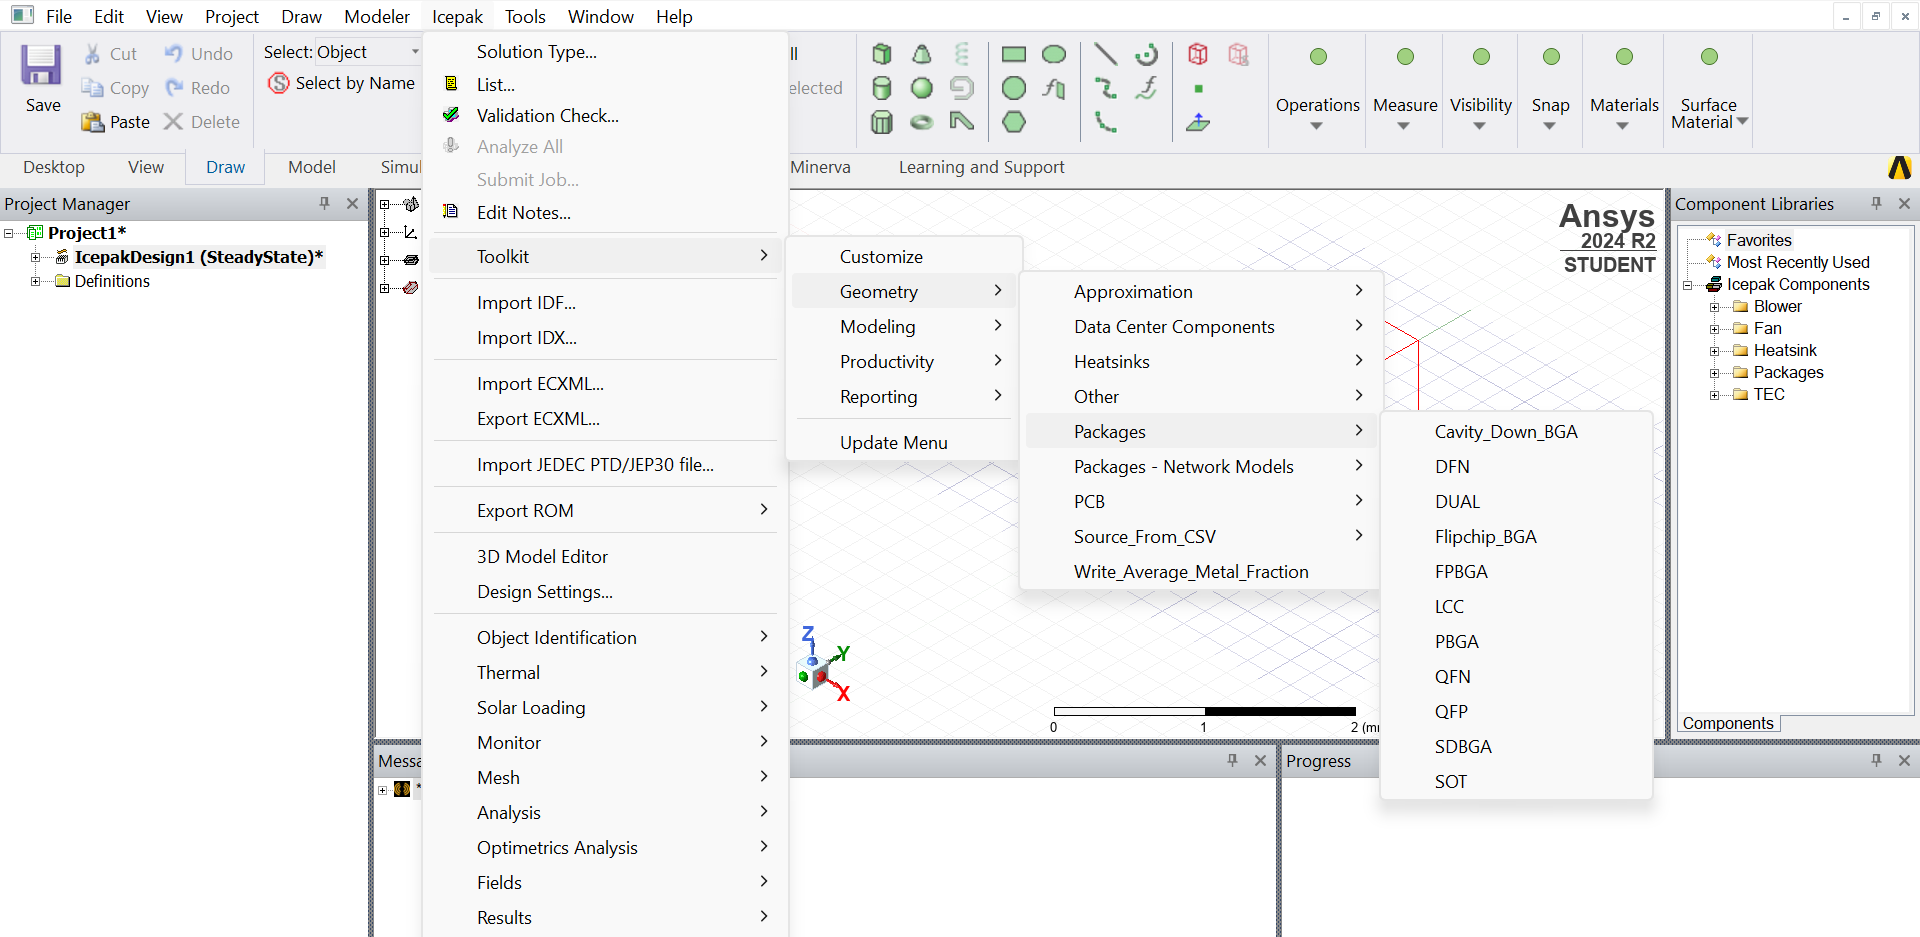 File Edit View Project Draw Modeler Icepak Tools Window Help
Save
Cut
Copy
Paste
Undo
Redo
Delete
Select: Object
Select by Name
ll
elected
Operations
Measure
Visibility
Snap
Materials
Surface
Material
Desktop View Draw Model Simul Minerva Learning and Support
Project Manager
Project1*
IcepakDesign1 (SteadyState)*
Definitions
Solution Type...
List...
Validation Check...
Analyze All
Submit Job...
Edit Notes...
Toolkit
Import IDF...
Import IDX...
Import ECXML...
Export ECXML...
Import JEDEC PTD/JEP30 file...
Export ROM
3D Model Editor
Design Settings...
Object Identification
Thermal
Solar Loading
Monitor
Mesh
Analysis
Optimetrics Analysis
Fields
Results
Customize
Geometry
Modeling
Productivity
Reporting
Update Menu
Approximation
Data Center Components
Heatsinks
Other
Packages
Packages - Network Models
PCB
Source_From_CSV
Write_Average_Metal_Fraction
Cavity_Down_BGA
DFN
DUAL
Flipchip_BGA
FPBGA
LCC
PBGA
QFN
QFP
SDBGA
SOT
Ansys
2024 R2
STUDENT
Z
Y
X
0 1 2 (m
Component Libraries
Favorites
Most Recently Used
Icepak Components
Blower
Fan
Heatsink
Packages
TEC
Components
Messa
*
Progress